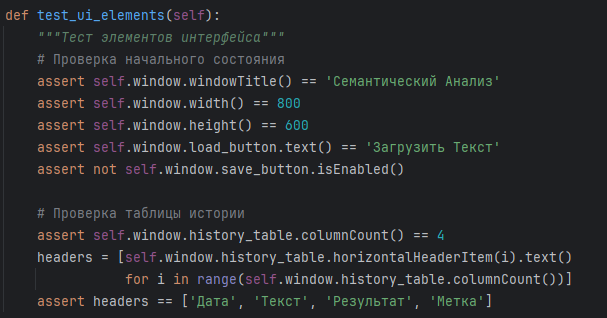 def test_ui_elements(self):
    """Тест элементов интерфейса"""
    # Проверка начального состояния
    assert self.window.windowTitle() == 'Семантический Анализ'
    assert self.window.width() == 800
    assert self.window.height() == 600
    assert self.window.load_button.text() == 'Загрузить Текст'
    assert not self.window.save_button.isEnabled()

    # Проверка таблицы истории
    assert self.window.history_table.columnCount() == 4
    headers = [self.window.history_table.horizontalHeaderItem(i).text()
               for i in range(self.window.history_table.columnCount())]
    assert headers == ['Дата', 'Текст', 'Результат', 'Метка']